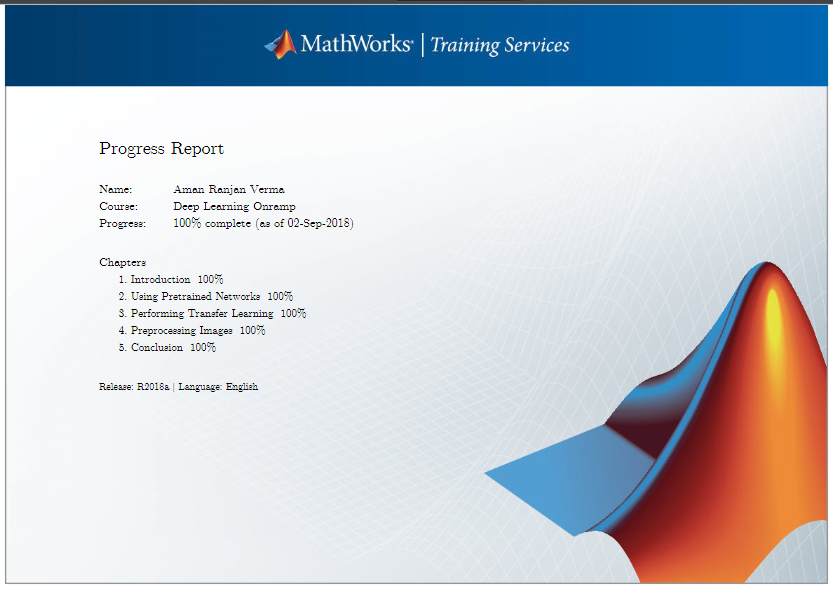 MathWorks® | Training Services
Progress Report
Name: Aman Ranjan Verma
Course: Deep Learning Onramp
Progress: 100% complete (as of 02-Sep-2018)
Chapters
1. Introduction 100%
2. Using Pretrained Networks 100%
3. Performing Transfer Learning 100%
4. Preprocessing Images 100%
5. Conclusion 100%
Release: R2018a | Language: English